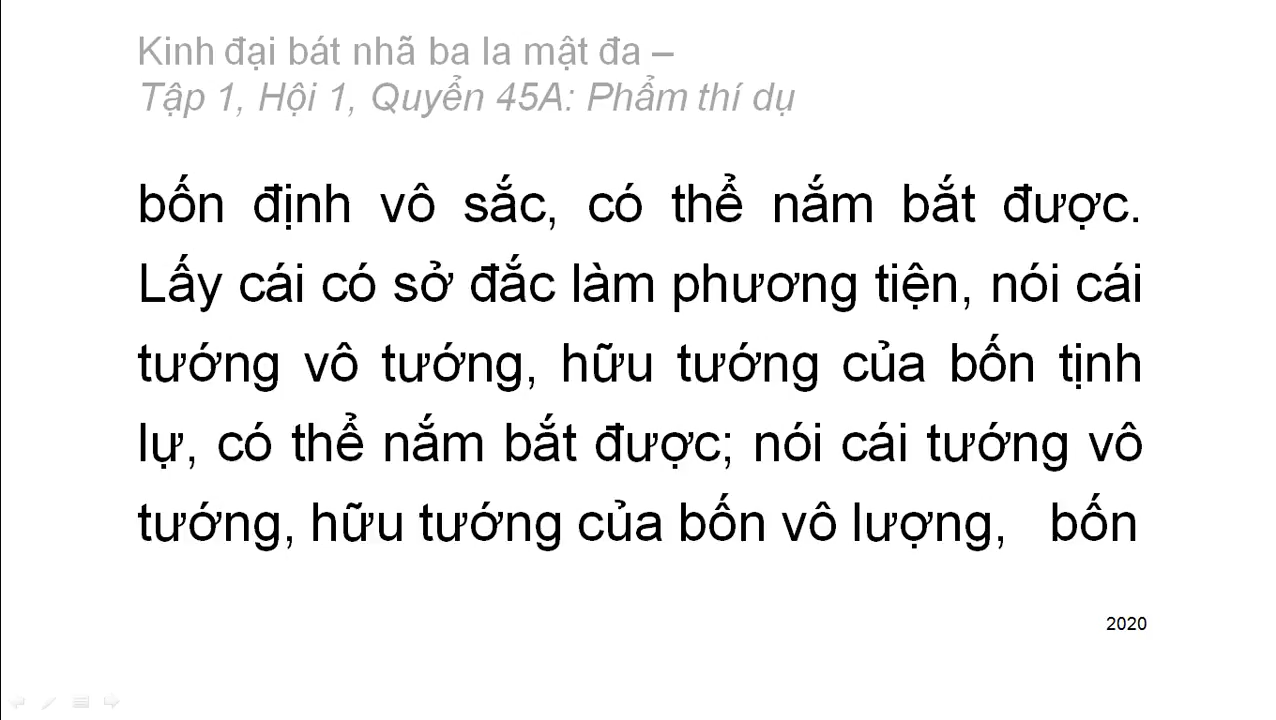 Kinh đại bát nhã ba la mật đa –
Tập 1, Hội 1, Quyển 45A: Phẩm thí dụ
bốn định vô sắc, có thể nắm bắt được.
Lấy cái có sở đắc làm phương tiện, nói cái
tướng vô tướng, hữu tướng của bốn tịnh
lự, có thể nắm bắt được; nói cái tướng vô
tướng, hữu tướng của bốn vô lượng, bốn
2020